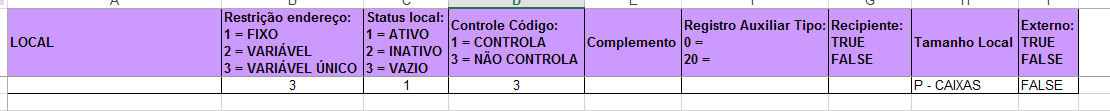 A B C D E F G H I
LOCAL
Restrição endereço:
1 = FIXO
2 = VARIÁVEL
3 = VARIÁVEL ÚNICO
Status local:
1 = ATIVO
2 = INATIVO
3 = VAZIO
Controle Código:
1 = CONTROLA
3 = NÃO CONTROLA
Complemento
Registro Auxiliar Tipo:
0 =
20 =
Recipiente:
TRUE
FALSE
Tamanho Local
Externo:
TRUE
FALSE
3 1 3 P - CAIXAS FALSE